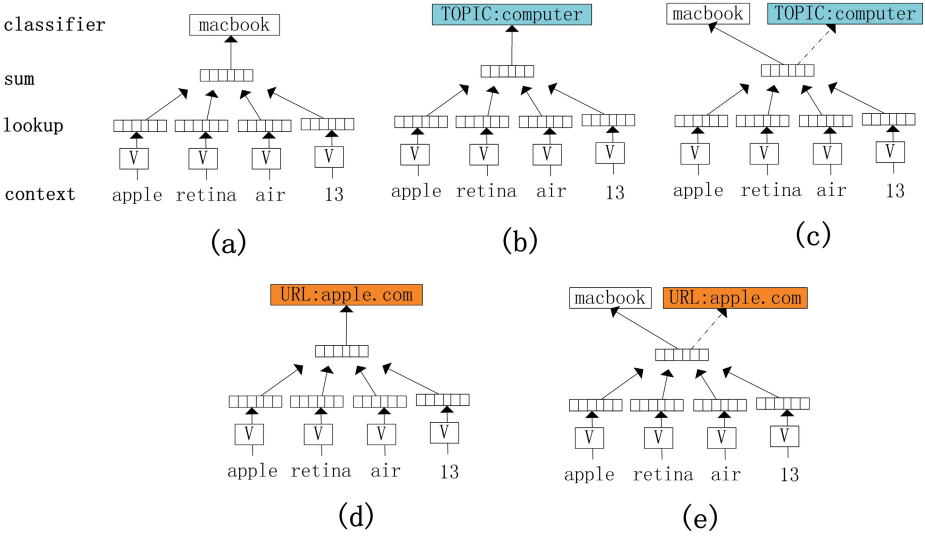 classifier
macbook
TOPIC:computer
macbook
TOPIC:computer
sum
lookup
V V V V
V V V V
V V V V
context
apple retina air 13
apple retina air 13
apple retina air 13
(a)
(b)
(c)
URL:apple.com
macbook
URL:apple.com
V V V V
V V V V
apple retina air 13
apple retina air 13
(d)
(e)